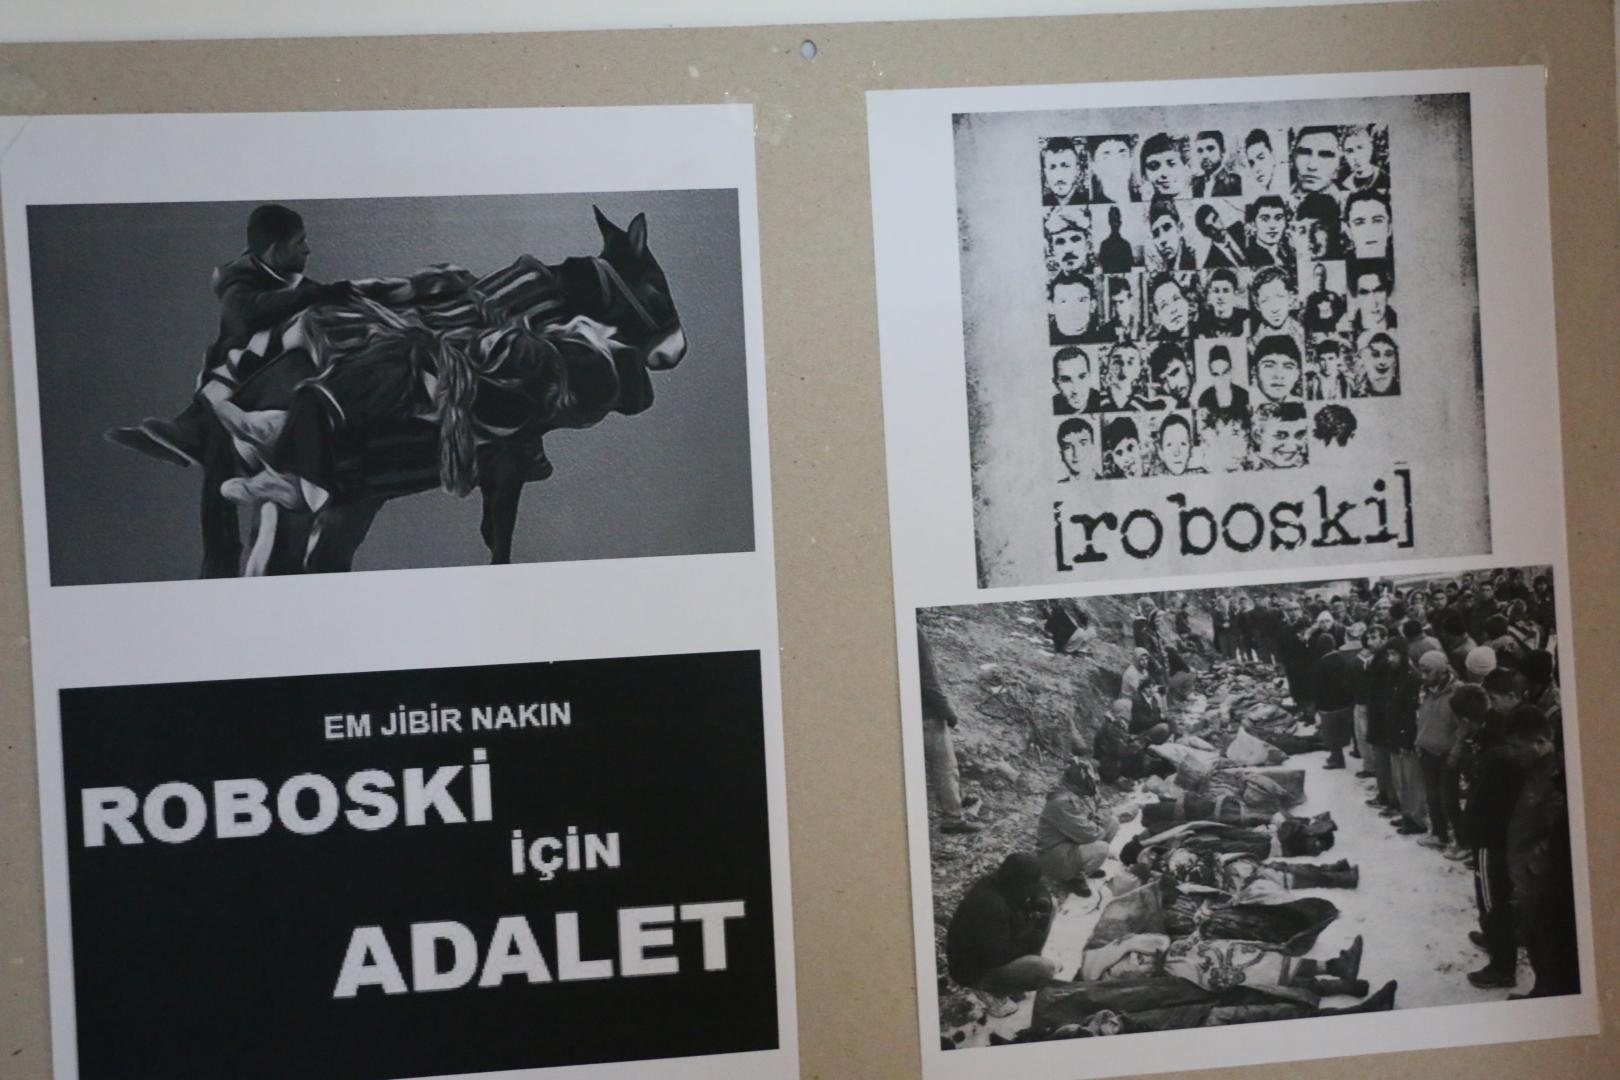 EM JİBİR NAKIN
ROBOSKİ
İÇİN
ADALET
[roboski]